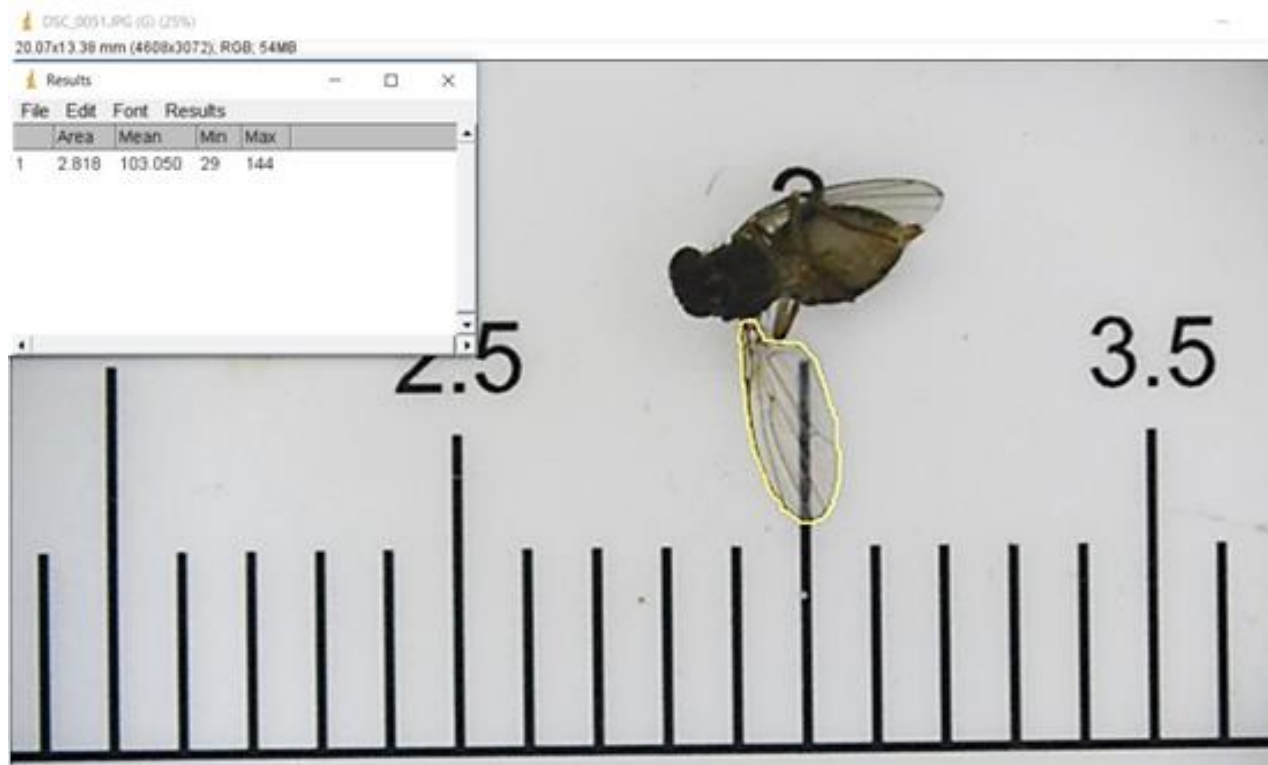 DSC_0051.JPG (G) (25%)
20.07x13.38 mm (4608x3072); RGB; 54MB
Results
File Edit Font Results
Area Mean Min Max
1 2.818 103.050 29 144
2.5
3.5